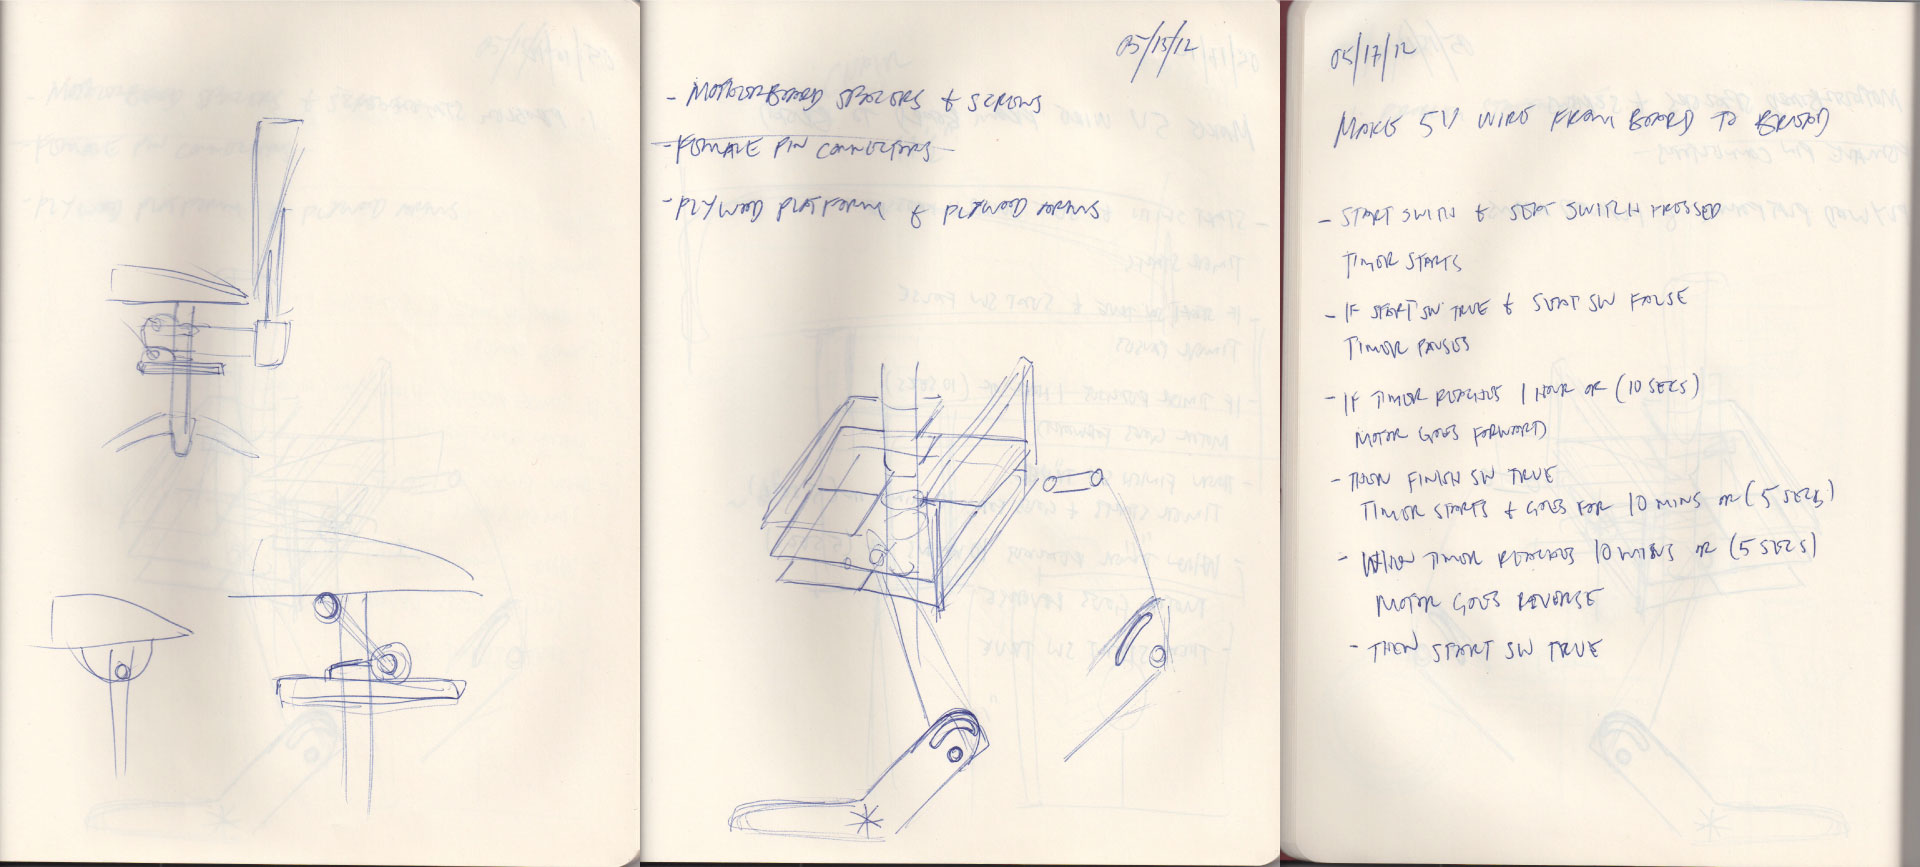 05/15/12
- MOTHERBOARD SPACERS & SCREWS
- FEMALE PIN CONNECTORS
- PLYWOOD PLATFORM & PLYWOOD ARMS
05/17/12
MAKE 5V WIRE FROM BOARD TO BREAD
- START SWITH & SEAT SWITCH PRESSED
TIMER STARTS
- IF START SW TRUE & SEAT SW FALSE
TIMER PAUSES
- IF TIMER REACHES 1 HOUR OR (10 SECS)
MOTOR GOES FORWARD
- THEN FINISH SW TRUE
TIMER STARTS & GOES FOR 10 MINS OR (5 SECS)
- WHEN TIMER REACHES 10 MINS OR (5 SECS)
MOTOR GOES REVERSE
- THEN START SW TRUE